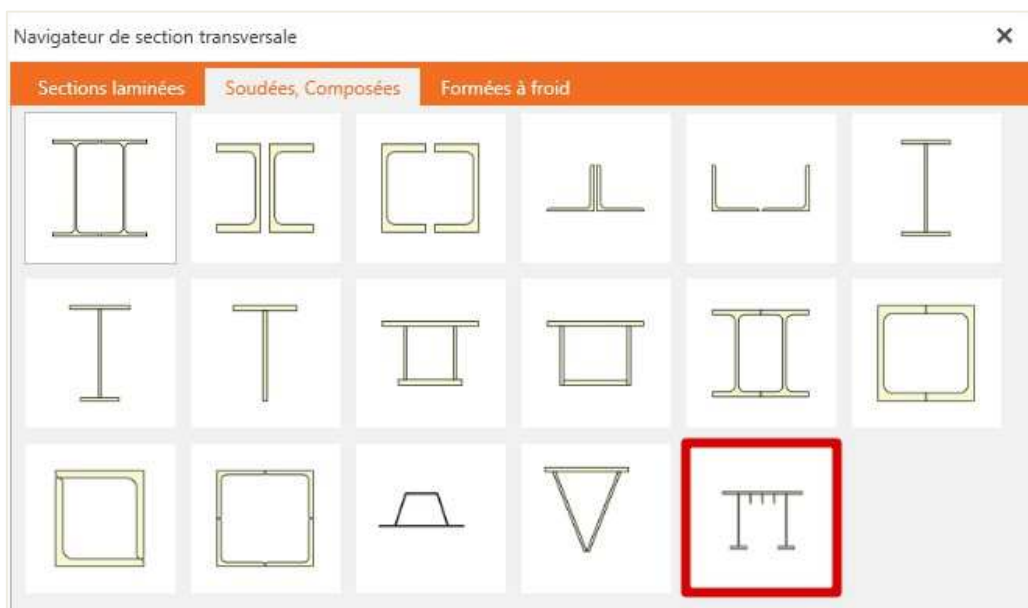 Navigateur de section transversale
Sections laminées Soudées, Composées Formées à froid